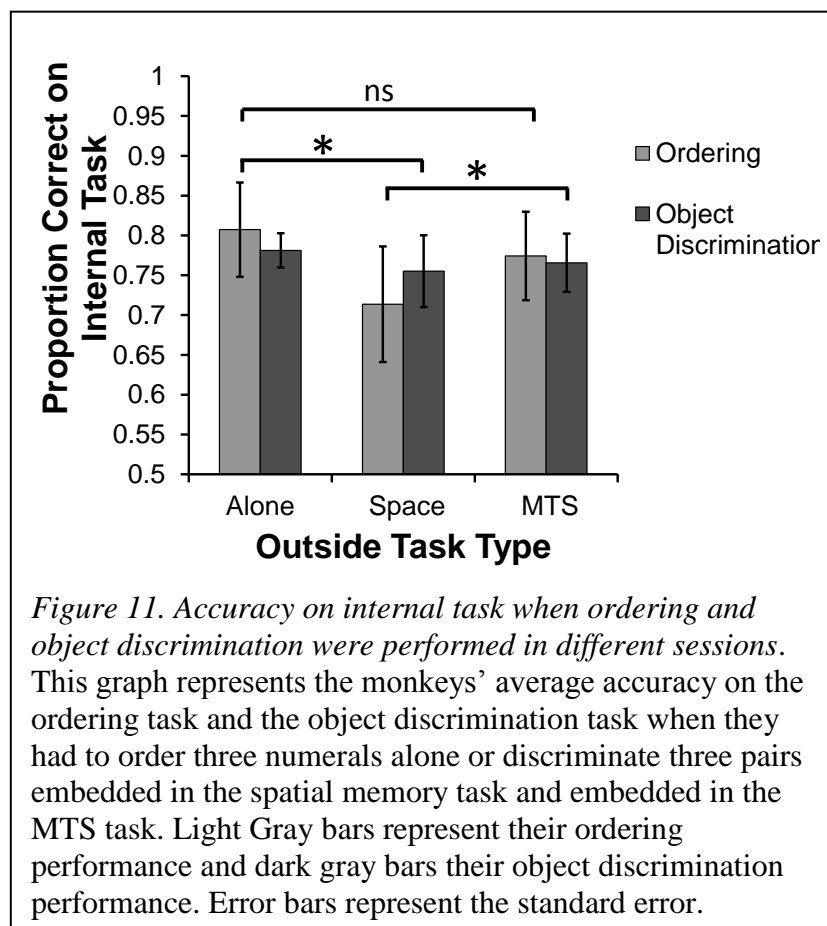 Proportion Correct on
Internal Task
1
0.95
0.9
0.85
0.8
0.75
0.7
0.65
0.6
0.55
0.5
ns
*
*
Ordering
Object
Discrimination
Alone
Space
MTS
Outside Task Type
Figure 11. Accuracy on internal task when ordering and
object discrimination were performed in different sessions.
This graph represents the monkeys’ average accuracy on the
ordering task and the object discrimination task when they
had to order three numerals alone or discriminate three pairs
embedded in the spatial memory task and embedded in the
MTS task. Light Gray bars represent their ordering
performance and dark gray bars their object discrimination
performance. Error bars represent the standard error.